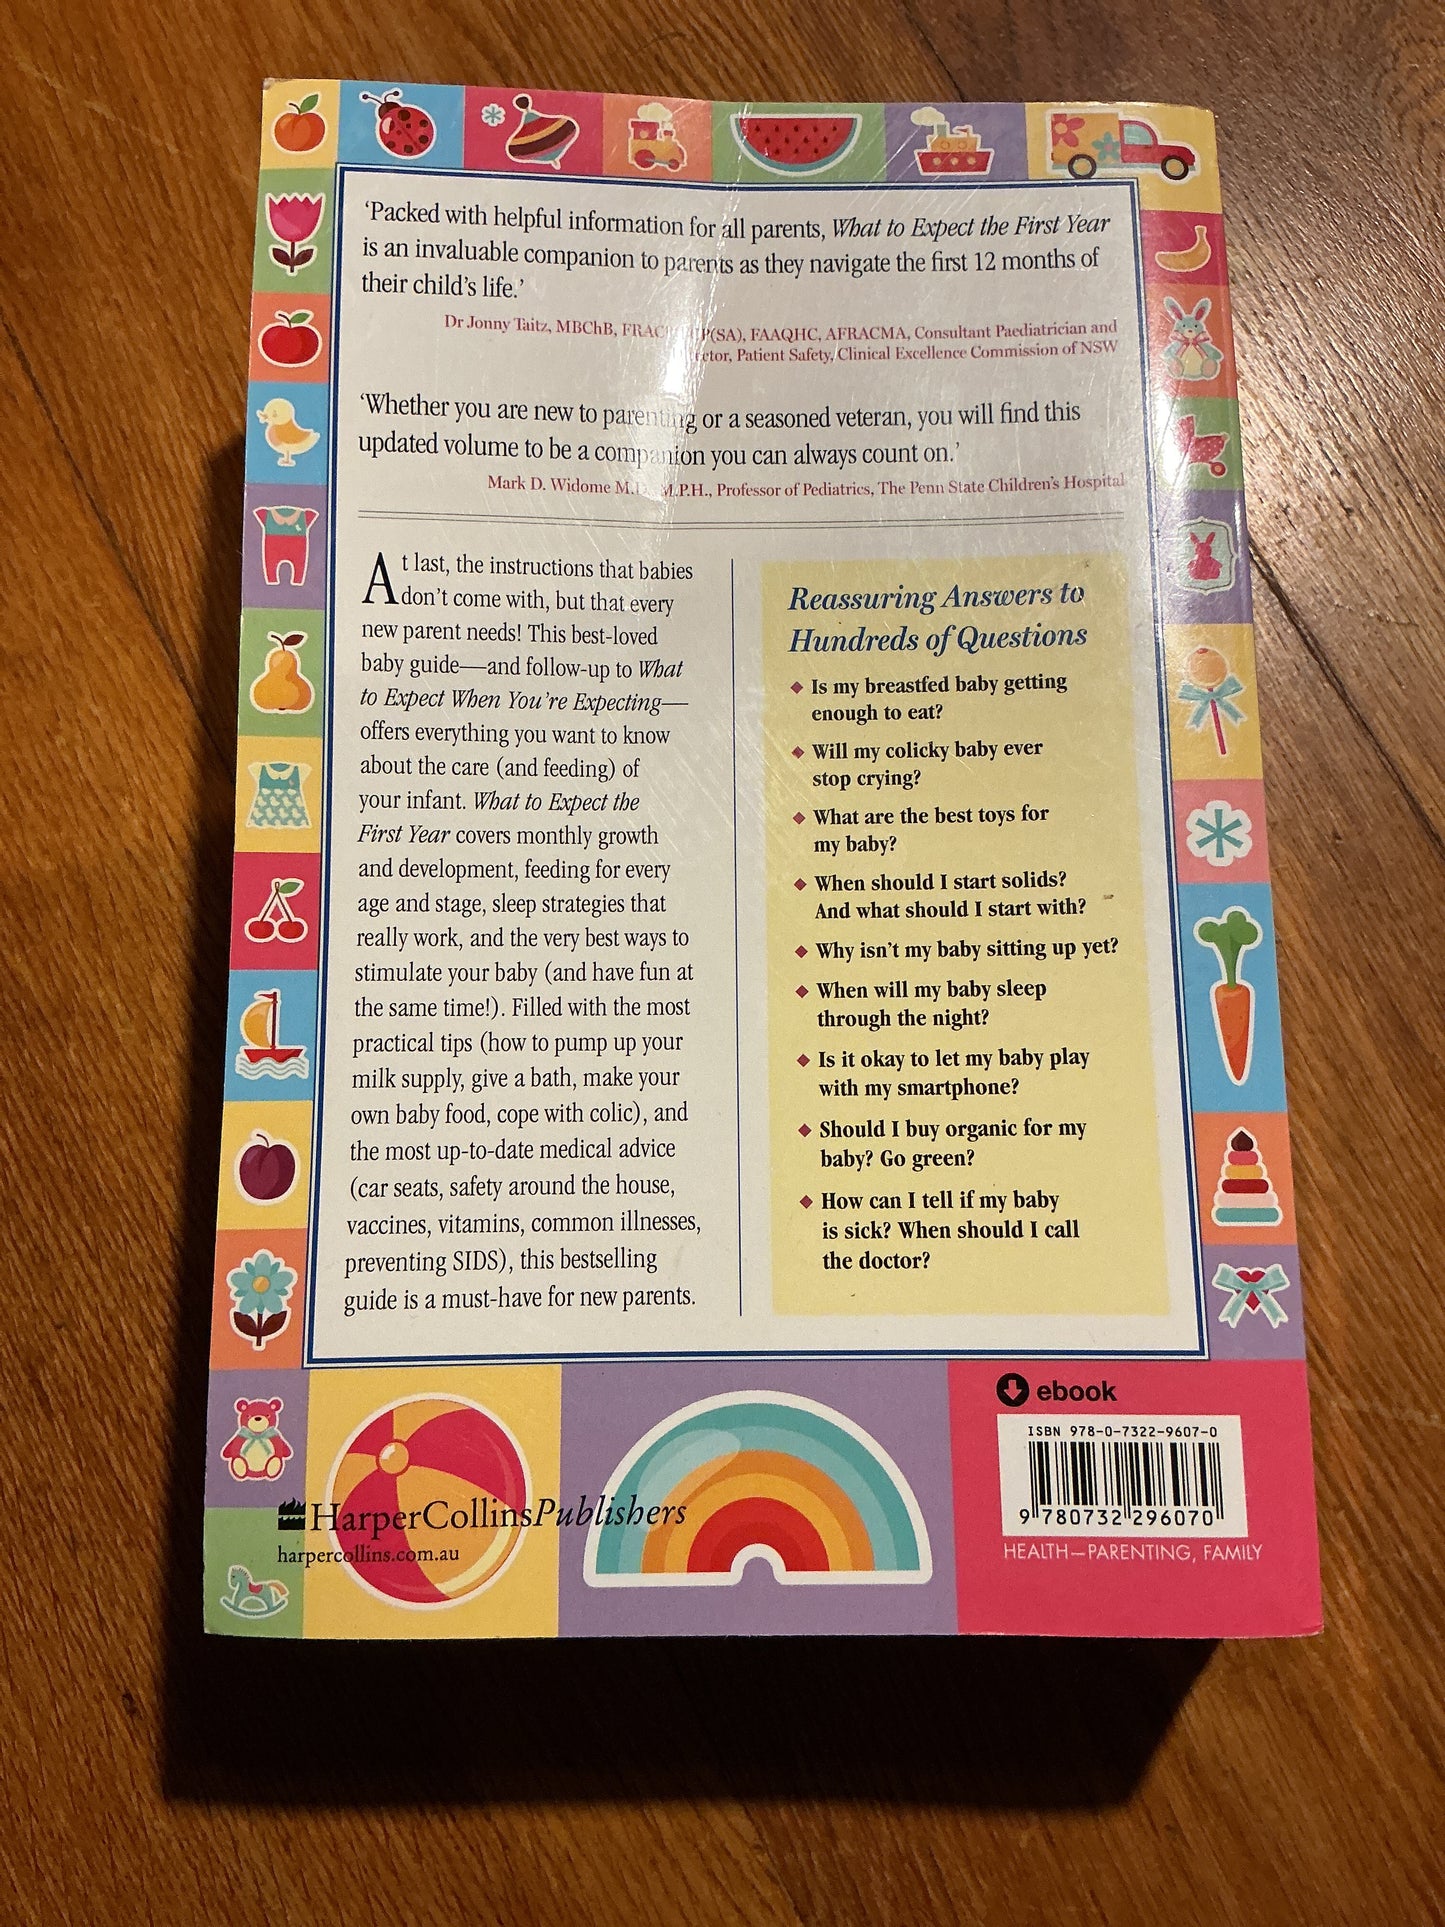 ‘Packed with helpful information for all parents, What to Expect the First Year
is an invaluable companion to parents as they navigate the first 12 months of
their child’s life.’
Dr Jonny Taitz, MBChB, (SA), FAAQHC, AFRACMA, Consultant Paediatrician and
Patient Safety, Clinical Excellence Commission of NSW
‘Whether you are new to parenting or a seasoned veteran, you will find this
updated volume to be a companion you can always count on.’
Mark D. Widome M.D., M.P.H., Professor of Pediatrics, The Penn State Children’s Hospital
At last, the instructions that babies
don’t come with, but that every
new parent needs! This best-loved
baby guide—and follow-up to What
to Expect When You’re Expecting—
offers everything you want to know
about the care (and feeding) of
your infant. What to Expect the
First Year covers monthly growth
and development, feeding for every
age and stage, sleep strategies that
really work, and the very best ways to
stimulate your baby (and have fun at
the same time!). Filled with the most
practical tips (how to pump up your
milk supply, give a bath, make your
own baby food, cope with colic), and
the most up-to-date medical advice
(car seats, safety around the house,
vaccines, vitamins, common illnesses,
preventing SIDS), this bestselling
guide is a must-have for new parents.
Reassuring Answers to
Hundreds of Questions
◆ Is my breastfed baby getting
enough to eat?
◆ Will my colicky baby ever
stop crying?
◆ What are the best toys for
my baby?
◆ When should I start solids?
And what should I start with?
◆ Why isn’t my baby sitting up yet?
◆ When will my baby sleep
through the night?
◆ Is it okay to let my baby play
with my smartphone?
◆ Should I buy organic for my
baby? Go green?
◆ How can I tell if my baby
is sick? When should I call
the doctor?
HarperCollinsPublishers
harpercollins.com.au
ebook
ISBN 978-0-7322-9607-0
9 780732 296070
HEALTH—PARENTING, FAMILY